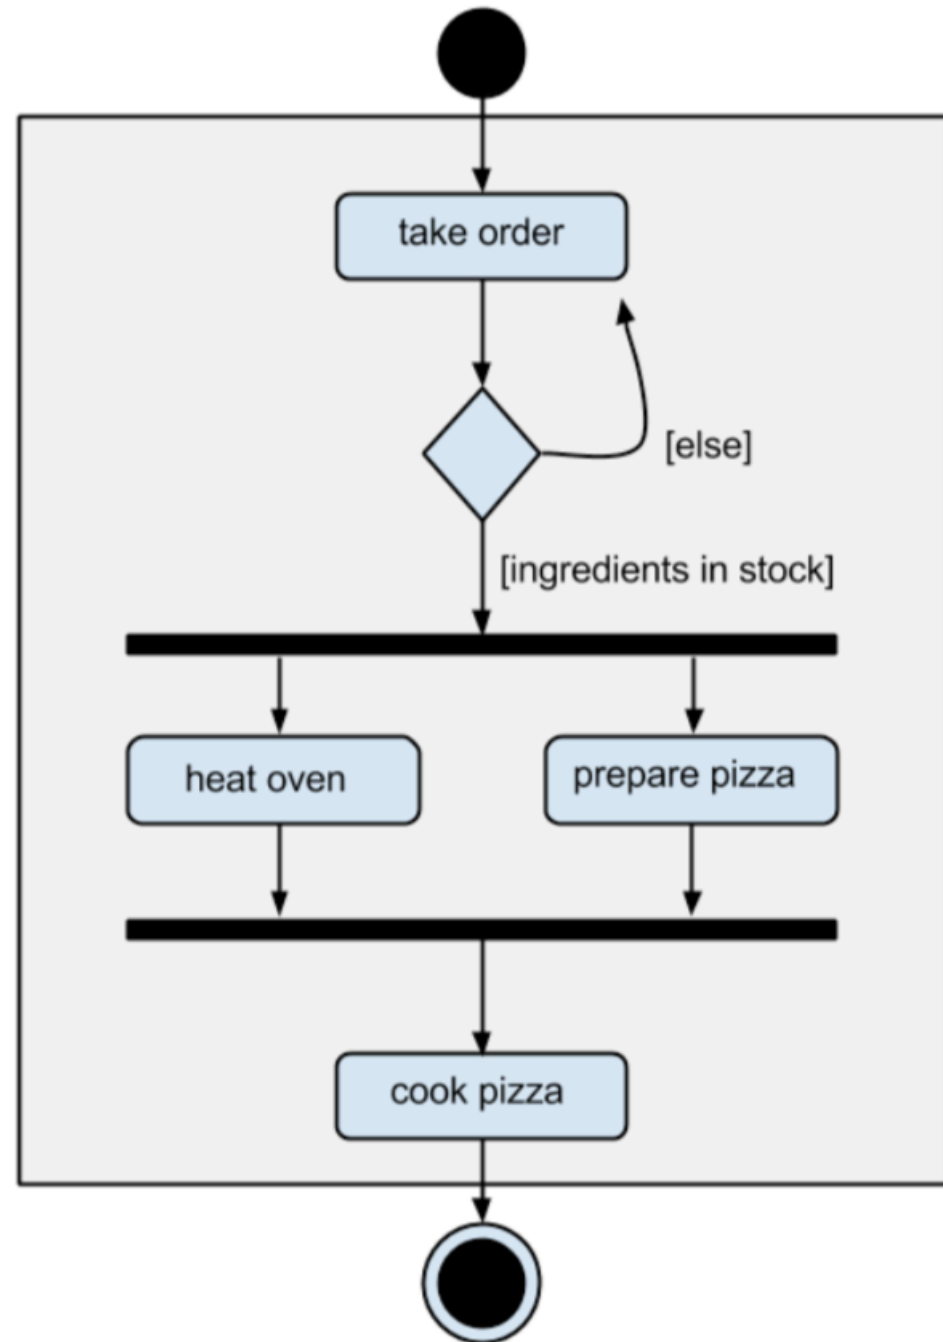 take order
[else]
[ingredients in stock]
heat oven
prepare pizza
cook pizza